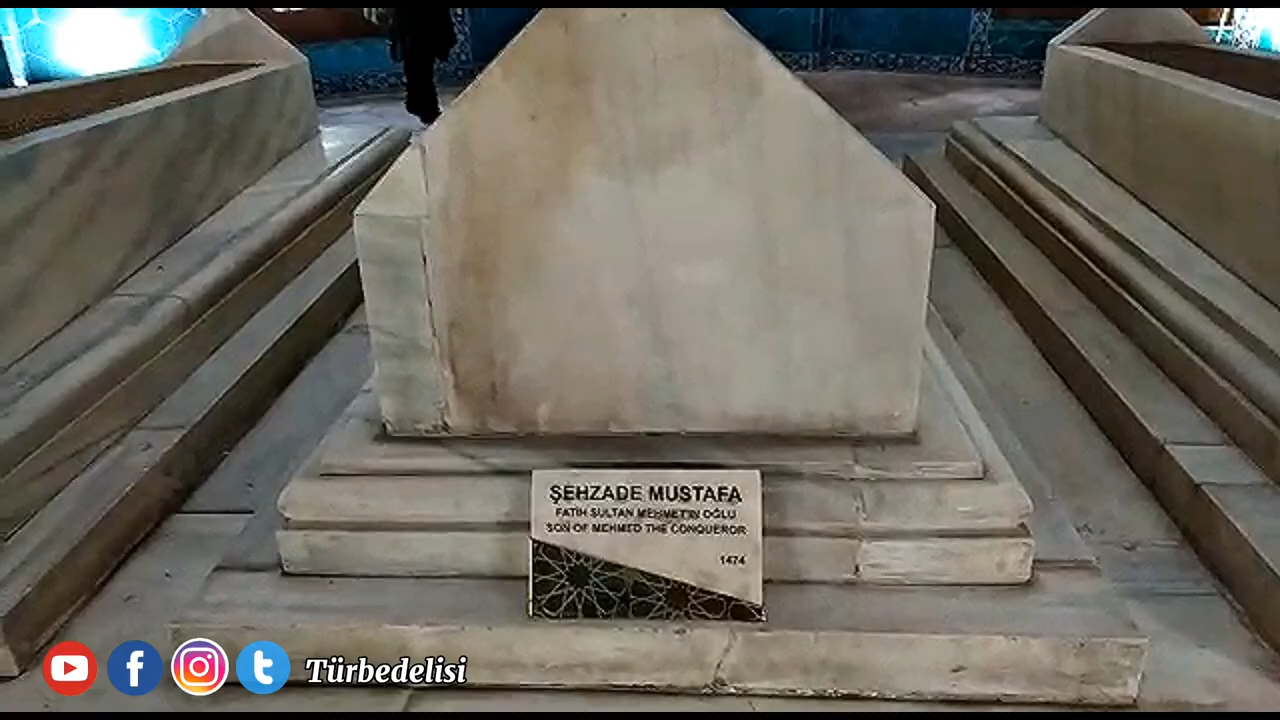 ŞEHZADE MUSTAFA
FATİH SULTAN MEHMET'İN OĞLU
SON OF MEHMED THE CONQUEROR
1474
Türbedelisi